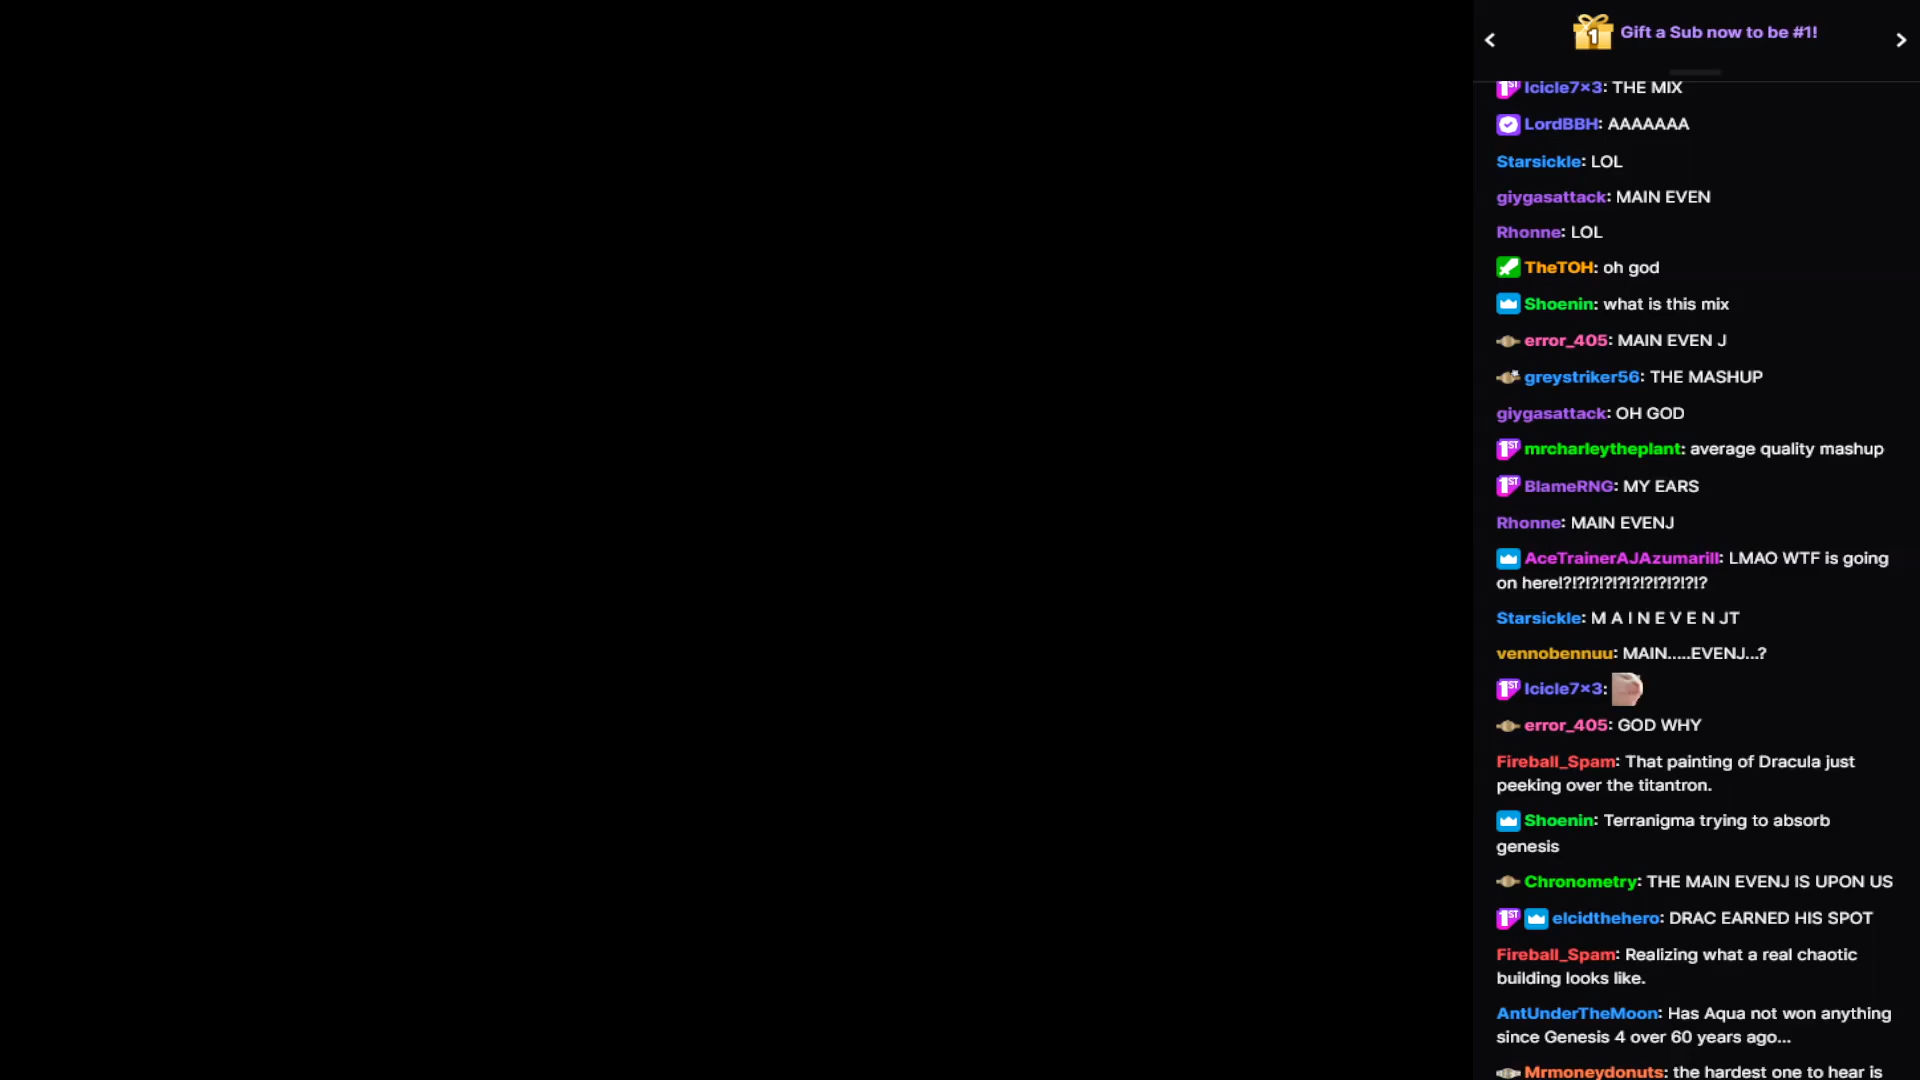 Gift a Sub now to be #1!
Icicle7x3: THE MIX
LordBBH: AAAAAAA
Starsickle: LOL
giygasattack: MAIN EVEN
Rhonne: LOL
TheTOH: oh god
Shoenin: what is this mix
error_405: MAIN EVEN J
greystriker56: THE MASHUP
giygasattack: OH GOD
mrcharleytheplant: average quality mashup
BlameRNG: MY EARS
Rhonne: MAIN EVENJ
AceTrainerAJAzumarill: LMAO WTF is going
on here!?!?!?!?!?!?!?!?!?!?!?
Starsickle: M A I N E V E N JT
vennobennuu: MAIN.....EVENJ...?
Icicle7x3:
error_405: GOD WHY
Fireball_Spam: That painting of Dracula just
peeking over the titantron.
Shoenin: Terranigma trying to absorb
genesis
Chronometry: THE MAIN EVENJ IS UPON US
elcidthehero: DRAC EARNED HIS SPOT
Fireball_Spam: Realizing what a real chaotic
building looks like.
AntUnderTheMoon: Has Aqua not won anything
since Genesis 4 over 60 years ago...
Mrmoneydonuts: the hardest one to hear is